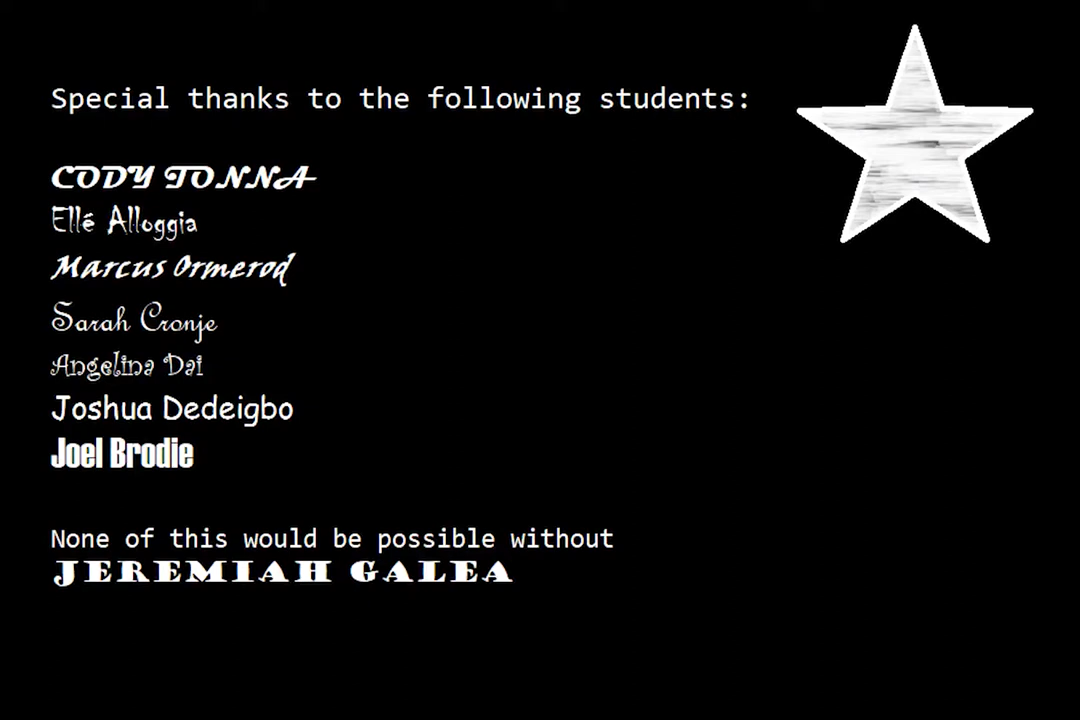 Special thanks to the following students:
CODY TONNA
Ellé Alloggia
Marcus Ormerod
Sarah Cronje
Angelina Dai
Joshua Dedeigbo
Joel Brodie
None of this would be possible without
JEREMIAH GALEA